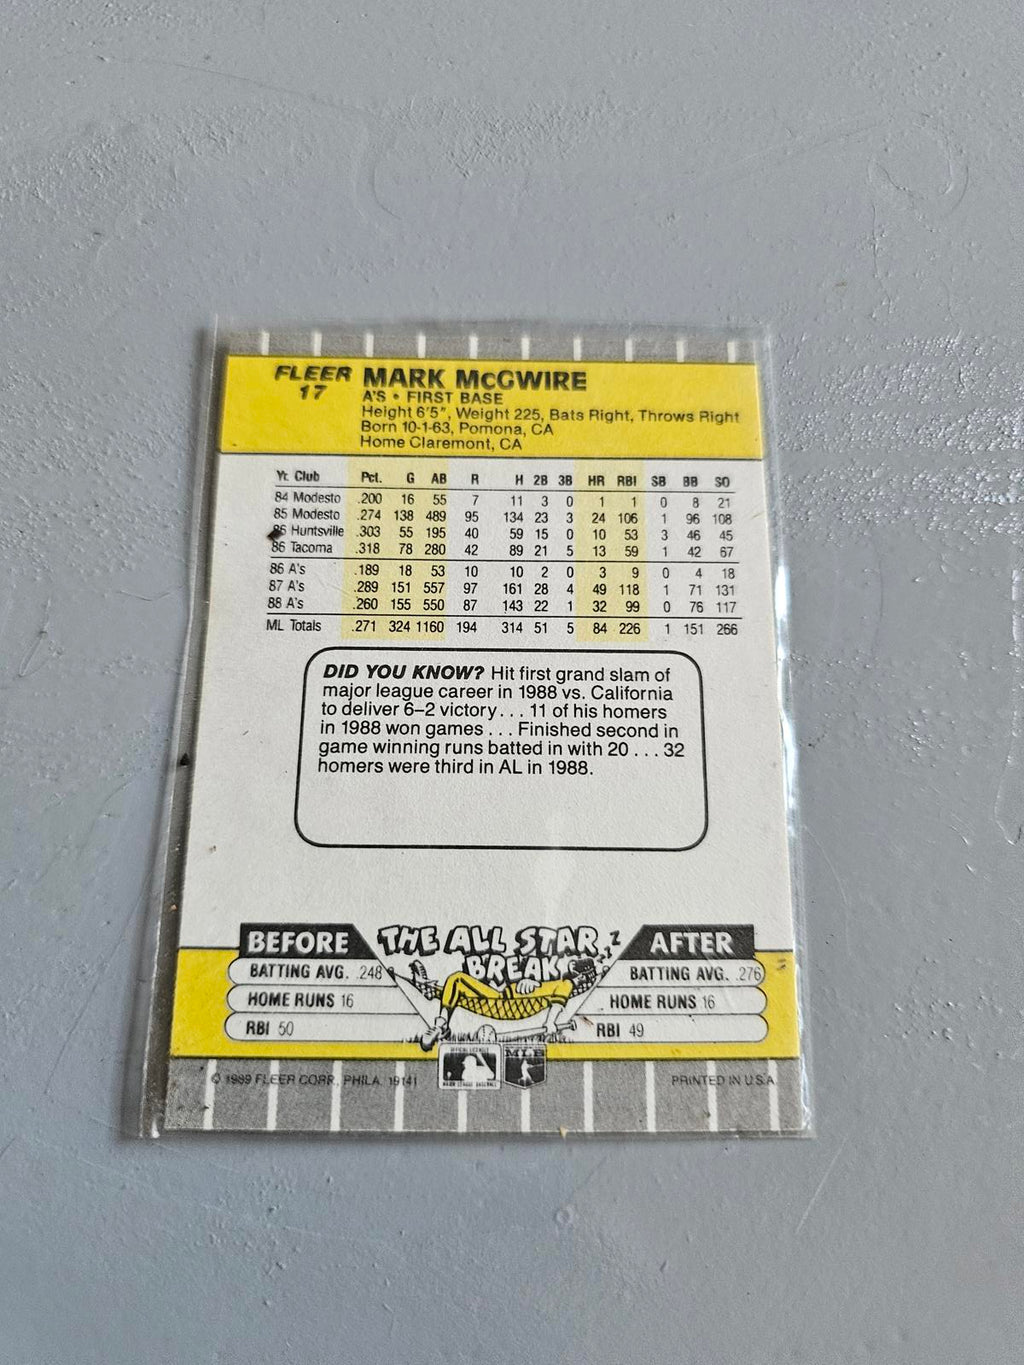 FLEER
17
MARK McGWIRE
A'S • FIRST BASE
Height 6'5", Weight 225, Bats Right, Throws Right
Born 10-1-63, Pomona, CA
Home Claremont, CA
Yr. Club Pct. G AB R H 2B 3B HR RBI SB BB SO
84 Modesto .200 16 55 7 11 3 0 1 1 0 8 21
85 Modesto .274 138 489 95 134 23 3 24 106 1 96 108
86 Huntsville .303 55 195 40 59 15 0 10 53 3 46 45
86 Tacoma .318 78 280 42 89 21 5 13 59 1 42 67
86 A's .189 18 53 10 10 2 0 3 9 0 4 18
87 A's .289 151 557 97 161 28 4 49 118 1 71 131
88 A's .260 155 550 87 143 22 1 32 99 0 76 117
ML Totals .271 324 1160 194 314 51 5 84 226 1 151 266
DID YOU KNOW? Hit first grand slam of
major league career in 1988 vs. California
to deliver 6–2 victory . . . 11 of his homers
in 1988 won games . . . Finished second in
game winning runs batted in with 20 . . . 32
homers were third in AL in 1988.
BEFORE THE ALL STAR BREAK AFTER
ZZZZ
BATTING AVG. .248 BATTING AVG. .276
HOME RUNS 16 HOME RUNS 16
RBI 50 RBI 49
OFFICIAL LICENSEE
MAJOR LEAGUE BASEBALL
MLB
© 1989 FLEER CORP., PHILA. 19141 PRINTED IN U.S.A.